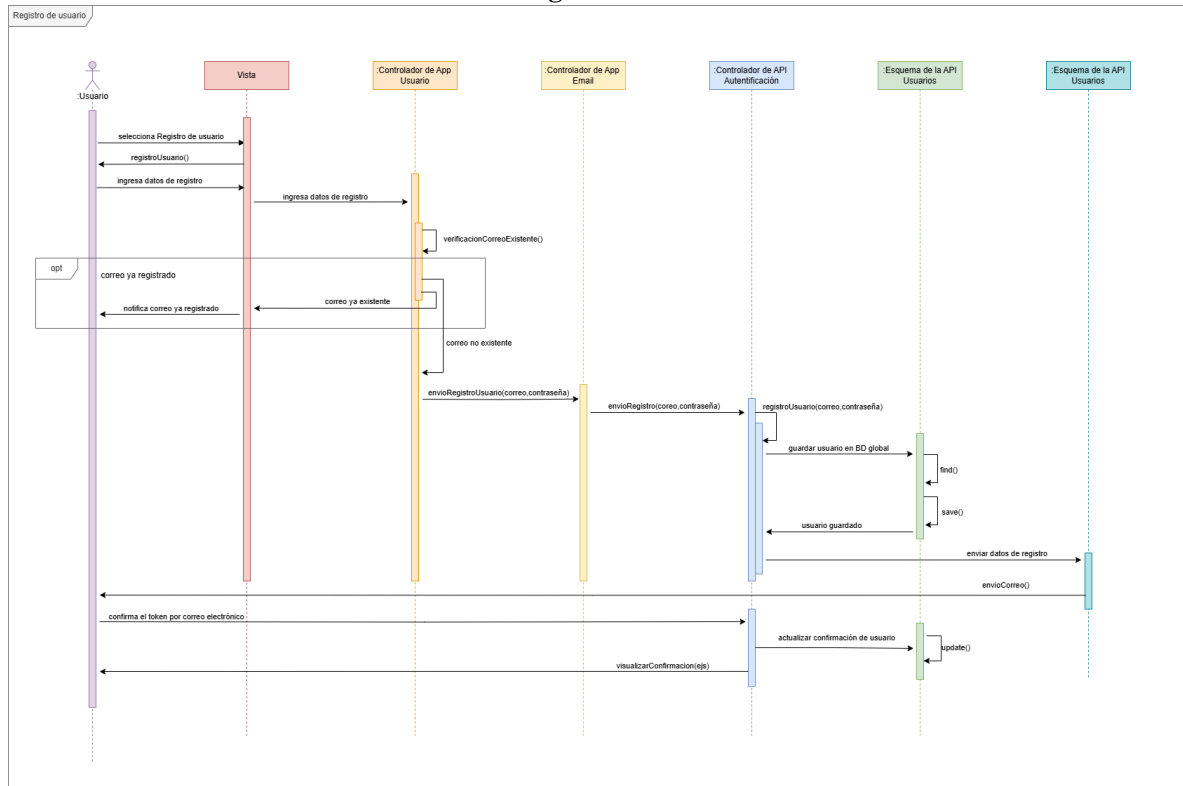 Registro de usuario
:Usuario
Vista
:Controlador de App
Usuario
:Controlador de App
Email
:Controlador de API
Autentificación
:Esquema de la API
Usuarios
:Esquema de la API
Usuarios
selecciona Registro de usuario
registroUsuario()
ingresa datos de registro
ingresa datos de registro
verificacionCorreoExistente()
opt
correo ya registrado
correo ya existente
notifica correo ya registrado
correo no existente
envioRegistroUsuario(correo,contraseña)
envioRegistro(coreo,contraseña)
registroUsuario(correo,contraseña)
guardar usuario en BD global
find()
save()
usuario guardado
enviar datos de registro
envioCorreo()
confirma el token por correo electrónico
actualizar confirmación de usuario
update()
visualizarConfirmacion(ejs)